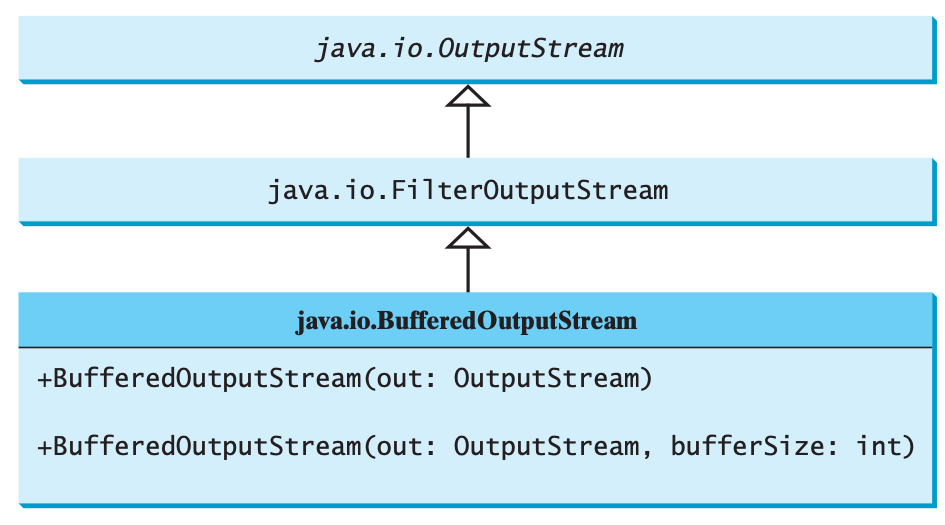 java.io.OutputStream
java.io.FilterOutputStream
java.io.BufferedOutputStream
+BufferedOutputStream(out: OutputStream)
+BufferedOutputStream(out: OutputStream, bufferSize: int)